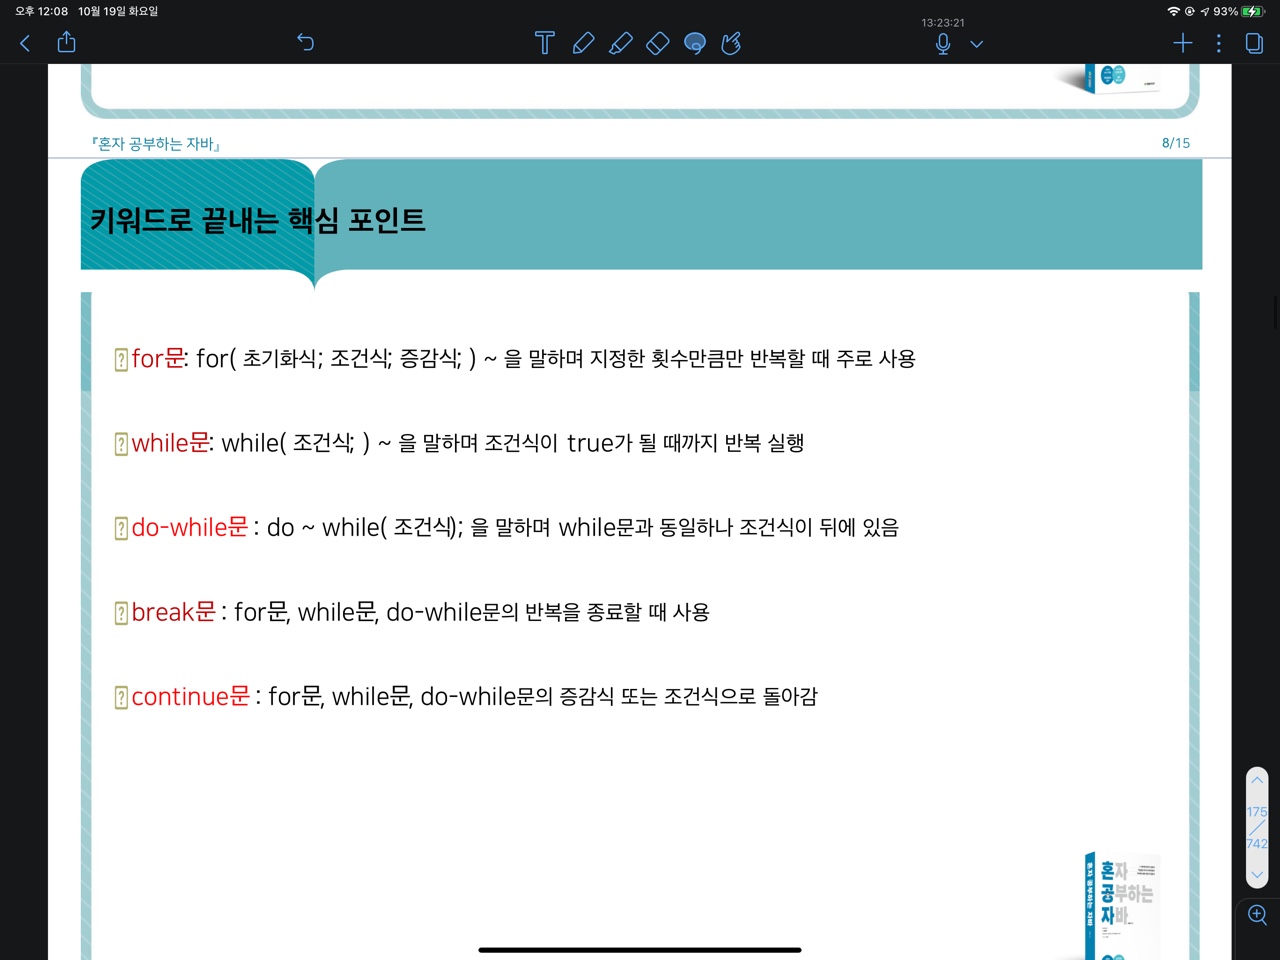 오후 12:08 10월 19일 화요일
93%
13:23:21
『혼자 공부하는 자바』
8/15
키워드로 끝내는 핵심 포인트
for문: for( 초기화식; 조건식; 증감식; ) ~ 을 말하며 지정한 횟수만큼만 반복할 때 주로 사용
while문: while( 조건식; ) ~ 을 말하며 조건식이 true가 될 때까지 반복 실행
do-while문 : do ~ while( 조건식); 을 말하며 while문과 동일하나 조건식이 뒤에 있음
break문 : for문, while문, do-while문의 반복을 종료할 때 사용
continue문 : for문, while문, do-while문의 증감식 또는 조건식으로 돌아감
175
742
혼자 공부하는 자바
혼자
공부하는
자바